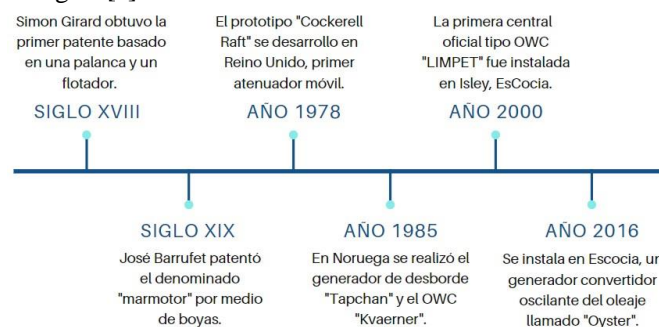 Simon Girard obtuvo la
primer patente basado
en una palanca y un
flotador.
SIGLO XVIII
El prototipo "Cockerell
Raft" se desarrollo en
Reino Unido, primer
atenuador móvil.
AÑO 1978
La primera central
oficial tipo OWC
"LIMPET" fue instalada
en Isley, EsCocia.
AÑO 2000
SIGLO XIX
José Barrufet patentó
el denominado
"marmotor" por medio
de boyas.
AÑO 1985
En Noruega se realizó el
generador de desborde
"Tapchan" y el OWC
"Kvaerner".
AÑO 2016
Se instala en Escocia, un
generador convertidor
oscilante del oleaje
llamado "Oyster".